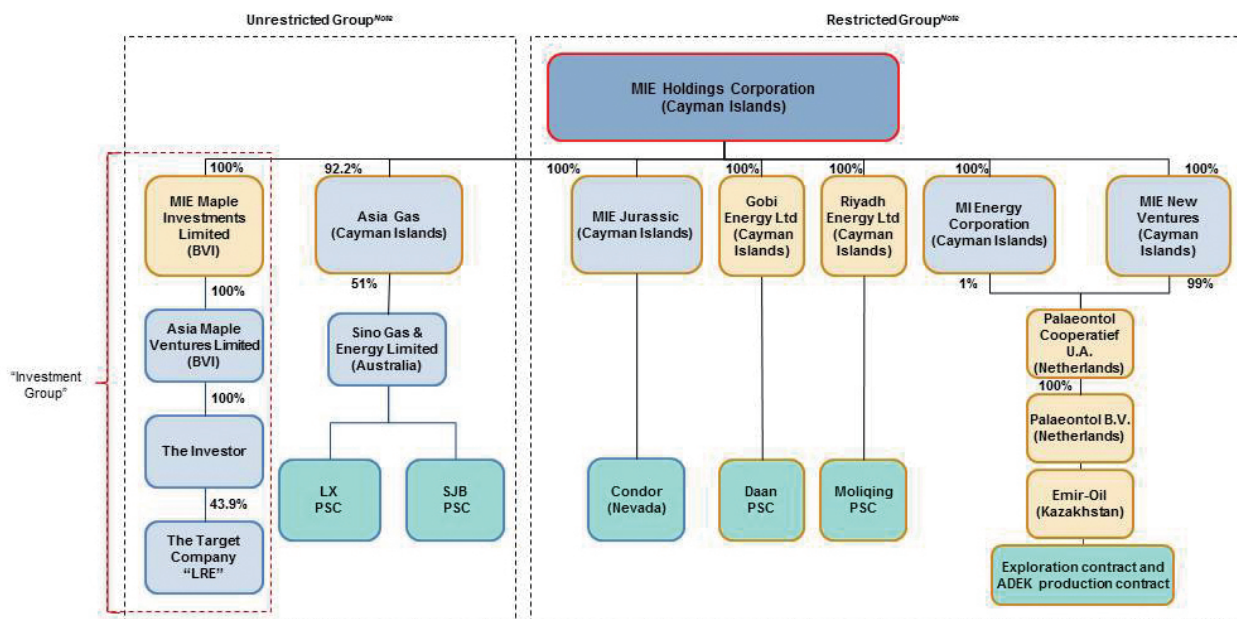 Unrestricted GroupNote
Restricted GroupNote
MIE Holdings Corporation
(Cayman Islands)
100%
92.2%
100%
100%
100%
100%
100%
MIE Maple
Investments
Limited
(BVI)
Asia Gas
(Cayman Islands)
MIE Jurassic
(Cayman Islands)
Gobi
Energy Ltd
(Cayman
Islands)
Riyadh
Energy Ltd
(Cayman
Islands)
MI Energy
Corporation
(Cayman Islands)
MIE New
Ventures
(Cayman
Islands)
100%
51%
1%
99%
Asia Maple
Ventures Limited
(BVI)
Sino Gas &
Energy Limited
(Australia)
Palaeontol
Cooperatief
U.A.
(Netherlands)
"Investment
Group"
100%
100%
The Investor
Palaeontol B.V.
(Netherlands)
LX
PSC
SJB
PSC
Condor
(Nevada)
Daan
PSC
Moliqing
PSC
43.9%
Emir-Oil
(Kazakhstan)
The Target
Company
"LRE"
Exploration contract and
ADEK production contract